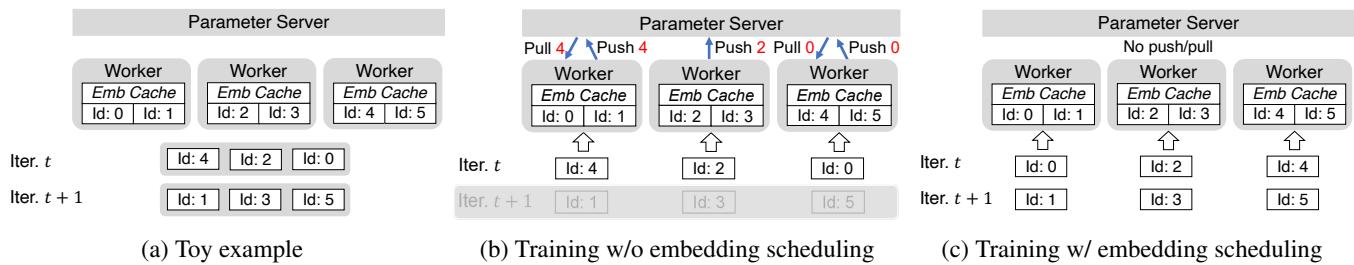 Parameter Server
Worker Worker Worker
Emb Cache Emb Cache Emb Cache
Id: 0 Id: 1 Id: 2 Id: 3 Id: 4 Id: 5
Iter. t Id: 4 Id: 2 Id: 0
Iter. t + 1 Id: 1 Id: 3 Id: 5
(a) Toy example
Parameter Server
Pull 4 Push 4 Push 2 Pull 0 Push 0
Worker Worker Worker
Emb Cache Emb Cache Emb Cache
Id: 0 Id: 1 Id: 2 Id: 3 Id: 4 Id: 5
Iter. t Id: 4 Id: 2 Id: 0
Iter. t + 1 Id: 1 Id: 3 Id: 5
(b) Training w/o embedding scheduling
Parameter Server
No push/pull
Worker Worker Worker
Emb Cache Emb Cache Emb Cache
Id: 0 Id: 1 Id: 2 Id: 3 Id: 4 Id: 5
Iter. t Id: 0 Id: 2 Id: 4
Iter. t + 1 Id: 1 Id: 3 Id: 5
(c) Training w/ embedding scheduling